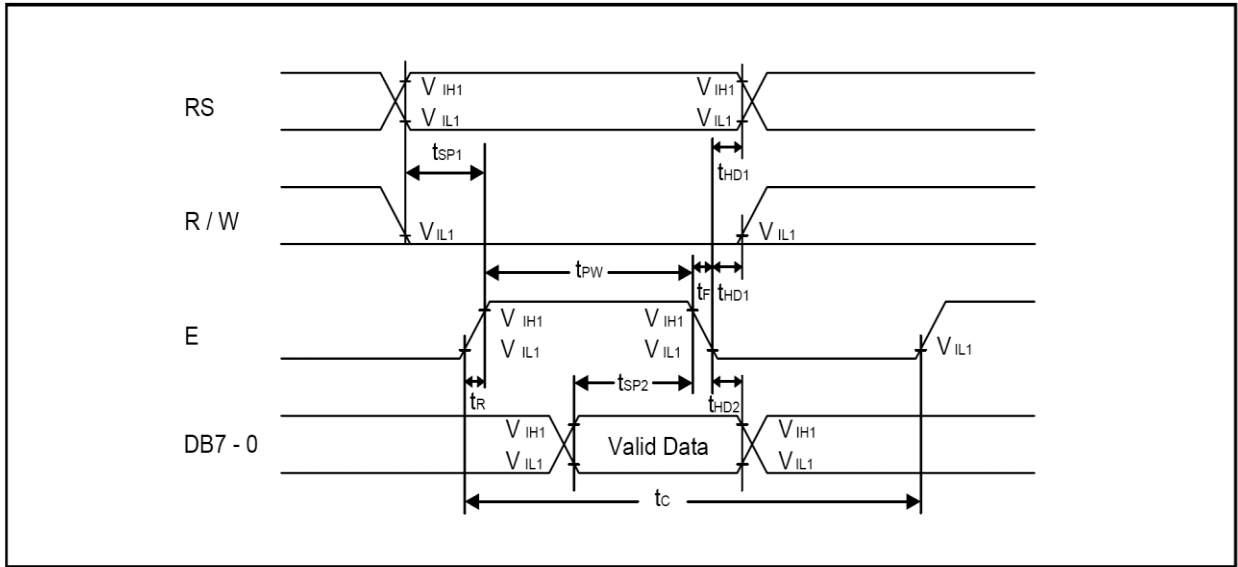 RS
V IH1
V IL1
V IH1
V IL1
tSP1
tHD1
R / W
V IL1
V IL1
tPW
tF
tHD1
E
V IH1
V IL1
V IH1
V IL1
V IL1
tR
tSP2
tHD2
DB7 - 0
V IH1
V IL1
Valid Data
V IH1
V IL1
tC